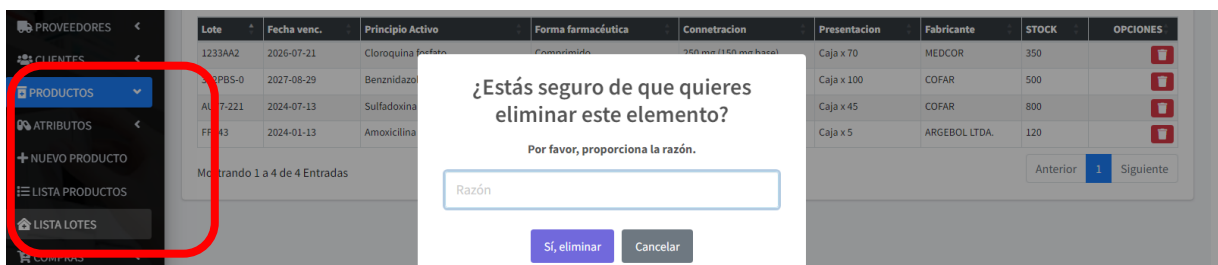 PROVEEDORES
CLIENTES
PRODUCTOS
ATRIBUTOS
NUEVO PRODUCTO
LISTA PRODUCTOS
LISTA LOTES
COMPRAS
Lote Fecha venc. Principio Activo Forma farmacéutica Connetracion Presentacion Fabricante STOCK OPCIONES
1233AA2 2026-07-21 Cloroquina fosfato Comprimido 250 mg (150 mg base) Caja x 70 MEDCOR 350
2027-08-29 Benznidazol Caja x 100 COFAR 500
2024-07-13 Sulfadoxina Caja x 45 COFAR 800
2024-01-13 Amoxicilina Caja x 5 ARGEBOL LTDA. 120
Mostrando 1 a 4 de 4 Entradas
Anterior 1 Siguiente
¿Estás seguro de que quieres
eliminar este elemento?
Por favor, proporciona la razón.
Razón
Sí, eliminar Cancelar